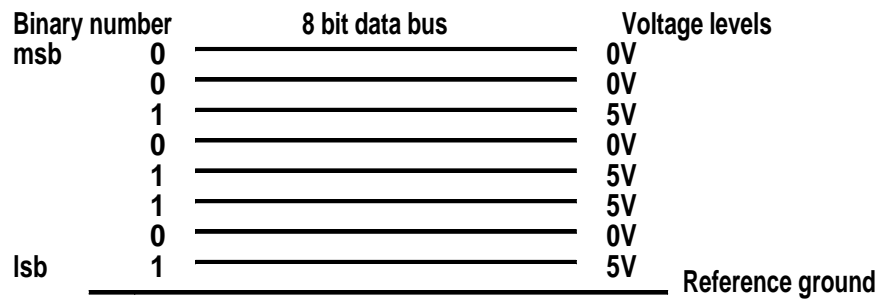 Binary number 8 bit data bus Voltage levels
msb 0 0V
0 0V
1 5V
0 0V
1 5V
1 5V
0 0V
lsb 1 5V
Reference ground